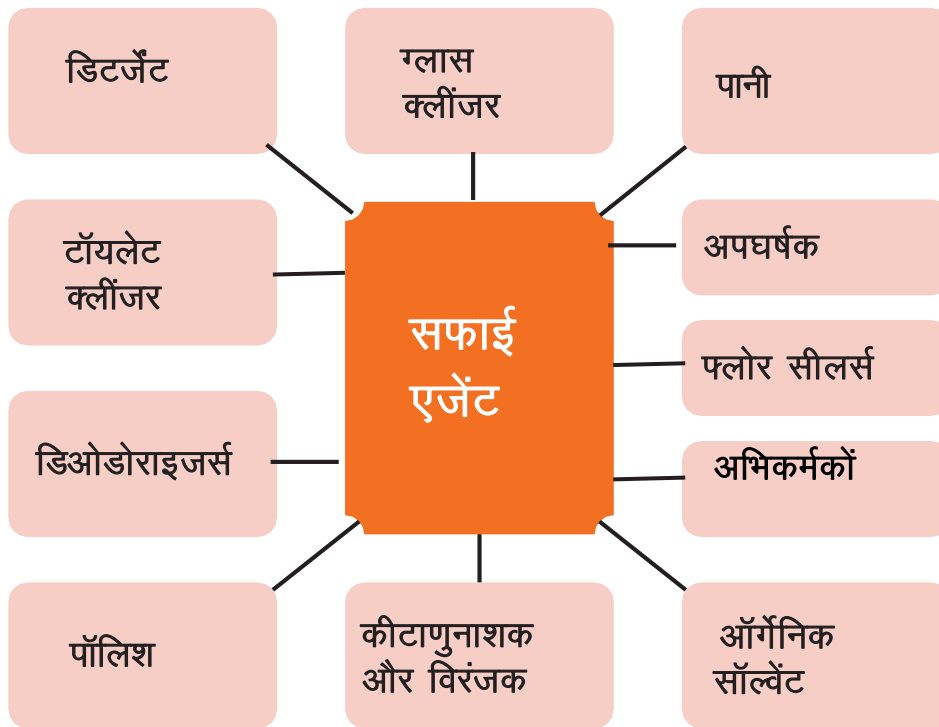 डिटर्जेंट
ग्लास
क्लींजर
पानी
टॉयलेट
क्लींजर
अपघर्षक
सफाई
एजेंट
फ्लोर सीलर्स
डिओडोराइजर्स
अभिकर्मकों
पॉलिश
कीटाणुनाशक
और विरंजक
ऑर्गेनिक
सॉल्वेंट